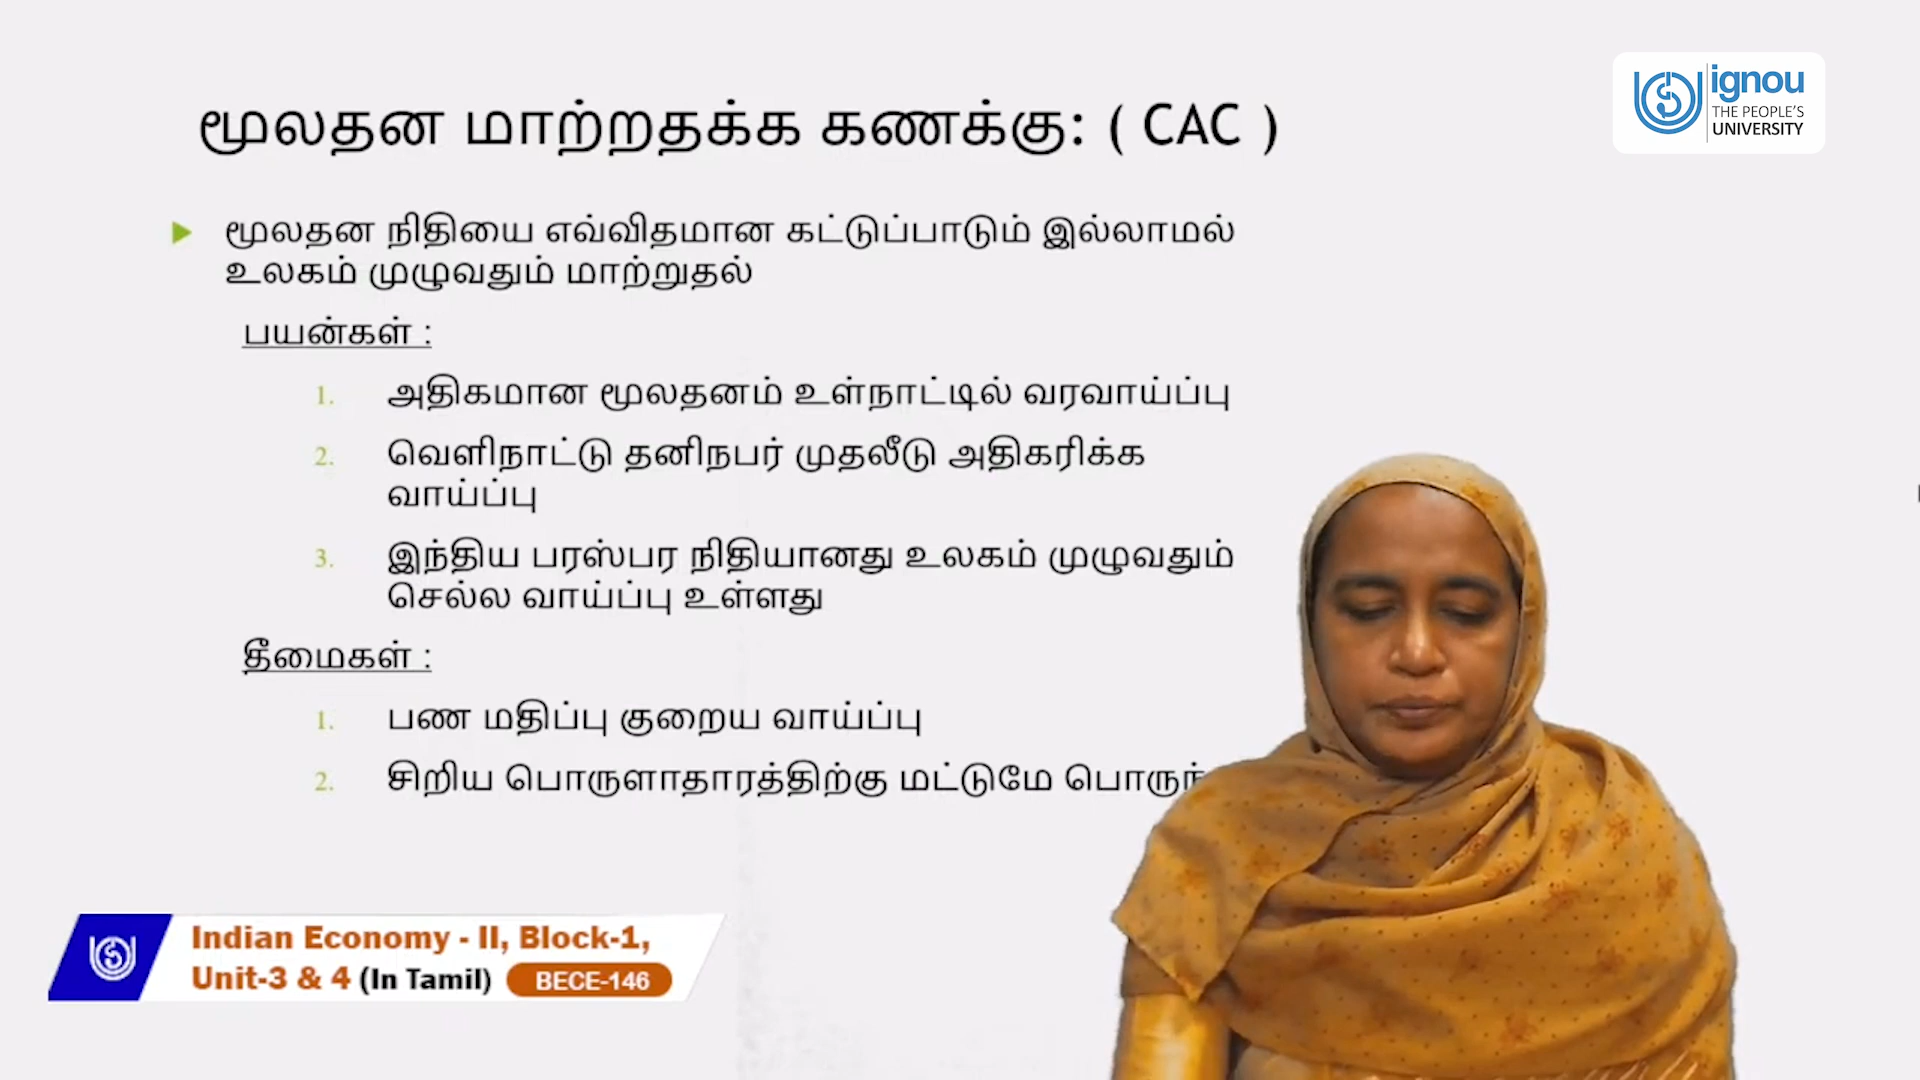 மூலதன மாற்றதக்க கணக்கு: ( CAC )
ignou
THE PEOPLE'S
UNIVERSITY
மூலதன நிதியை எவ்விதமான கட்டுப்பாடும் இல்லாமல்
உலகம் முழுவதும் மாற்றுதல்
பயன்கள் :
1. அதிகமான மூலதனம் உள்நாட்டில் வரவாய்ப்பு
2. வெளிநாட்டு தனிநபர் முதலீடு அதிகரிக்க
வாய்ப்பு
3. இந்திய பரஸ்பர நிதியானது உலகம் முழுவதும்
செல்ல வாய்ப்பு உள்ளது
தீமைகள் :
1. பண மதிப்பு குறைய வாய்ப்பு
2. சிறிய பொருளாதாரத்திற்கு மட்டுமே
Indian Economy - II, Block-1,
Unit-3 & 4 (In Tamil) BECE-146